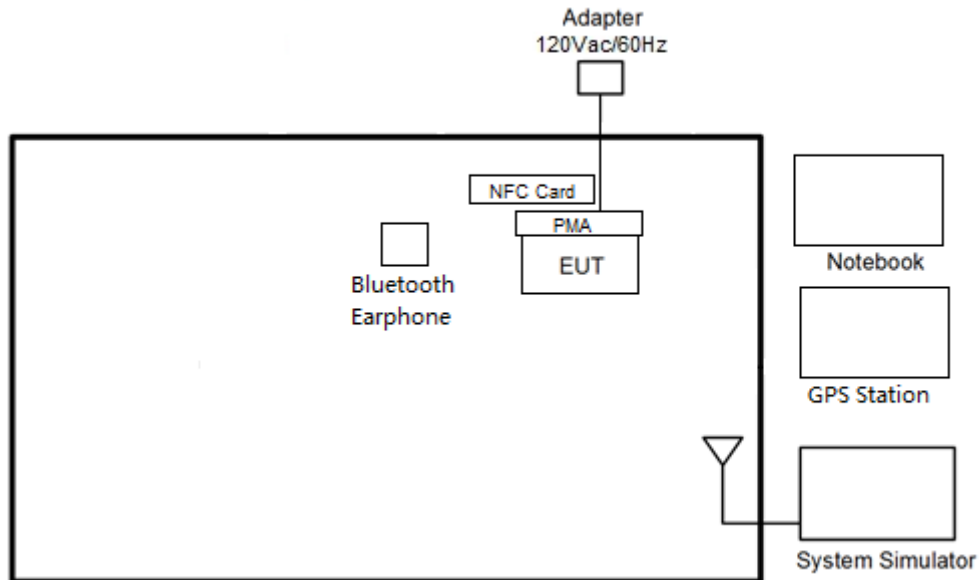 Adapter
120Vac/60Hz
NFC Card
PMA
EUT
Bluetooth
Earphone
Notebook
GPS Station
System Simulator